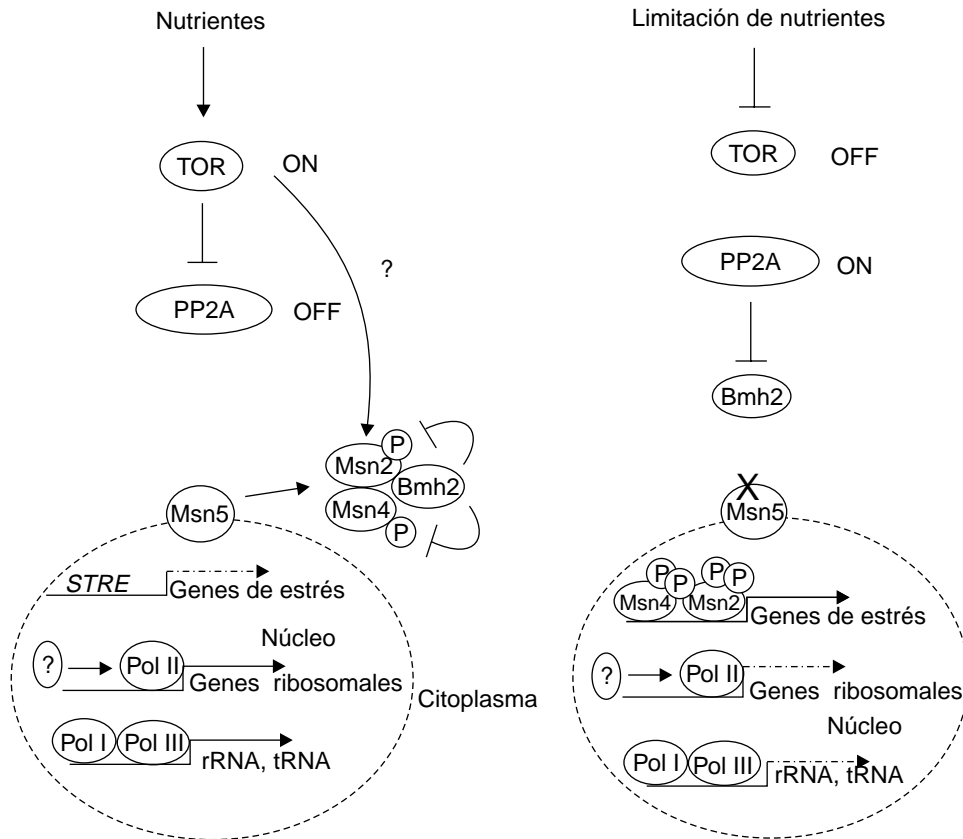 Nutrientes
TOR
ON
?
PP2A
OFF
P
Msn2
Bmh2
Msn4
P
Msn5
STRE
Genes de estrés
Núcleo
?
Pol II
Genes ribosomales
Citoplasma
Pol I
Pol III
rRNA, tRNA
Limitación de nutrientes
TOR
OFF
PP2A
ON
Bmh2
X
Msn5
P
P
P
P
Msn4
Msn2
Genes de estrés
?
Pol II
Genes ribosomales
Núcleo
Pol I
Pol III
rRNA, tRNA